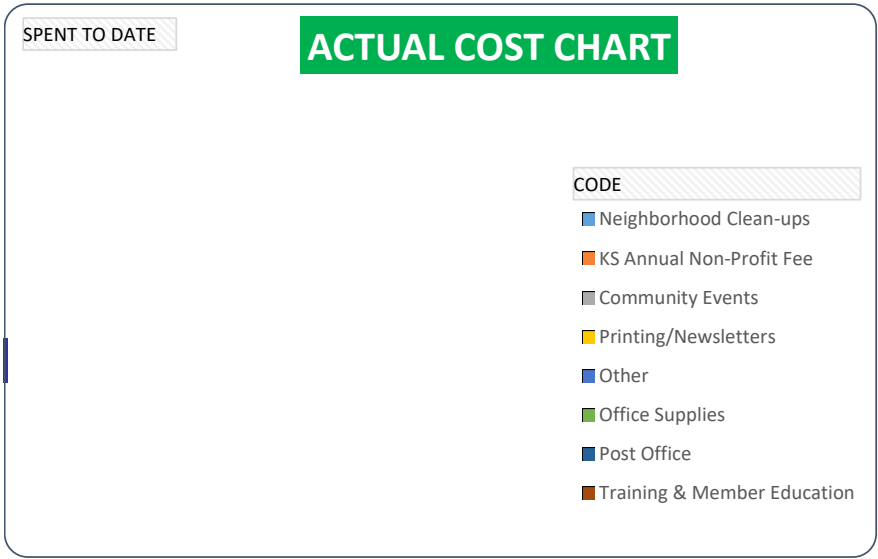 SPENT TO DATE
ACTUAL COST CHART
CODE
Neighborhood Clean-ups
KS Annual Non-Profit Fee
Community Events
Printing/Newsletters
Other
Office Supplies
Post Office
Training & Member Education